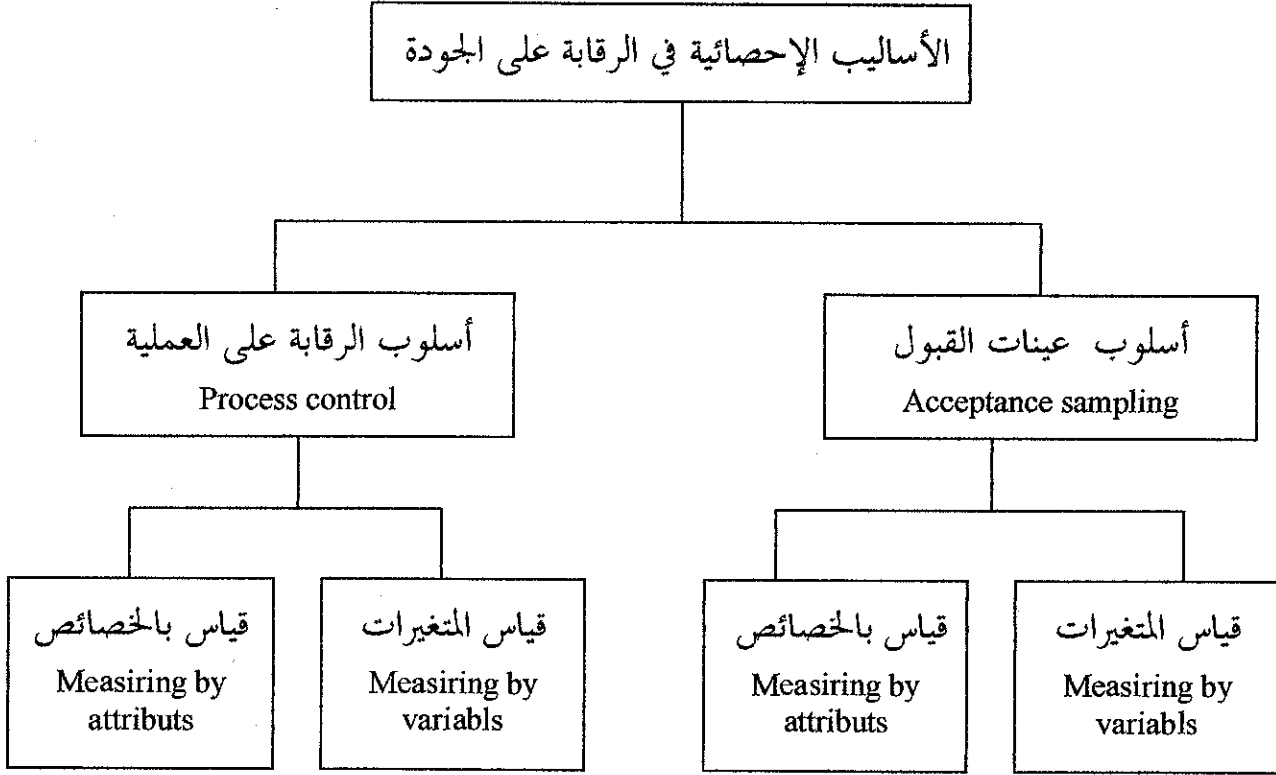 الأساليب الإحصائية في الرقابة على الجودة
أسلوب عينات القبول
Acceptance sampling
أسلوب الرقابة على العملية
Process control
قياس المتغيرات
Measiring by
variabls
قياس بالخصائص
Measiring by
attributs
قياس المتغيرات
Measiring by
variabls
قياس بالخصائص
Measiring by
attributs